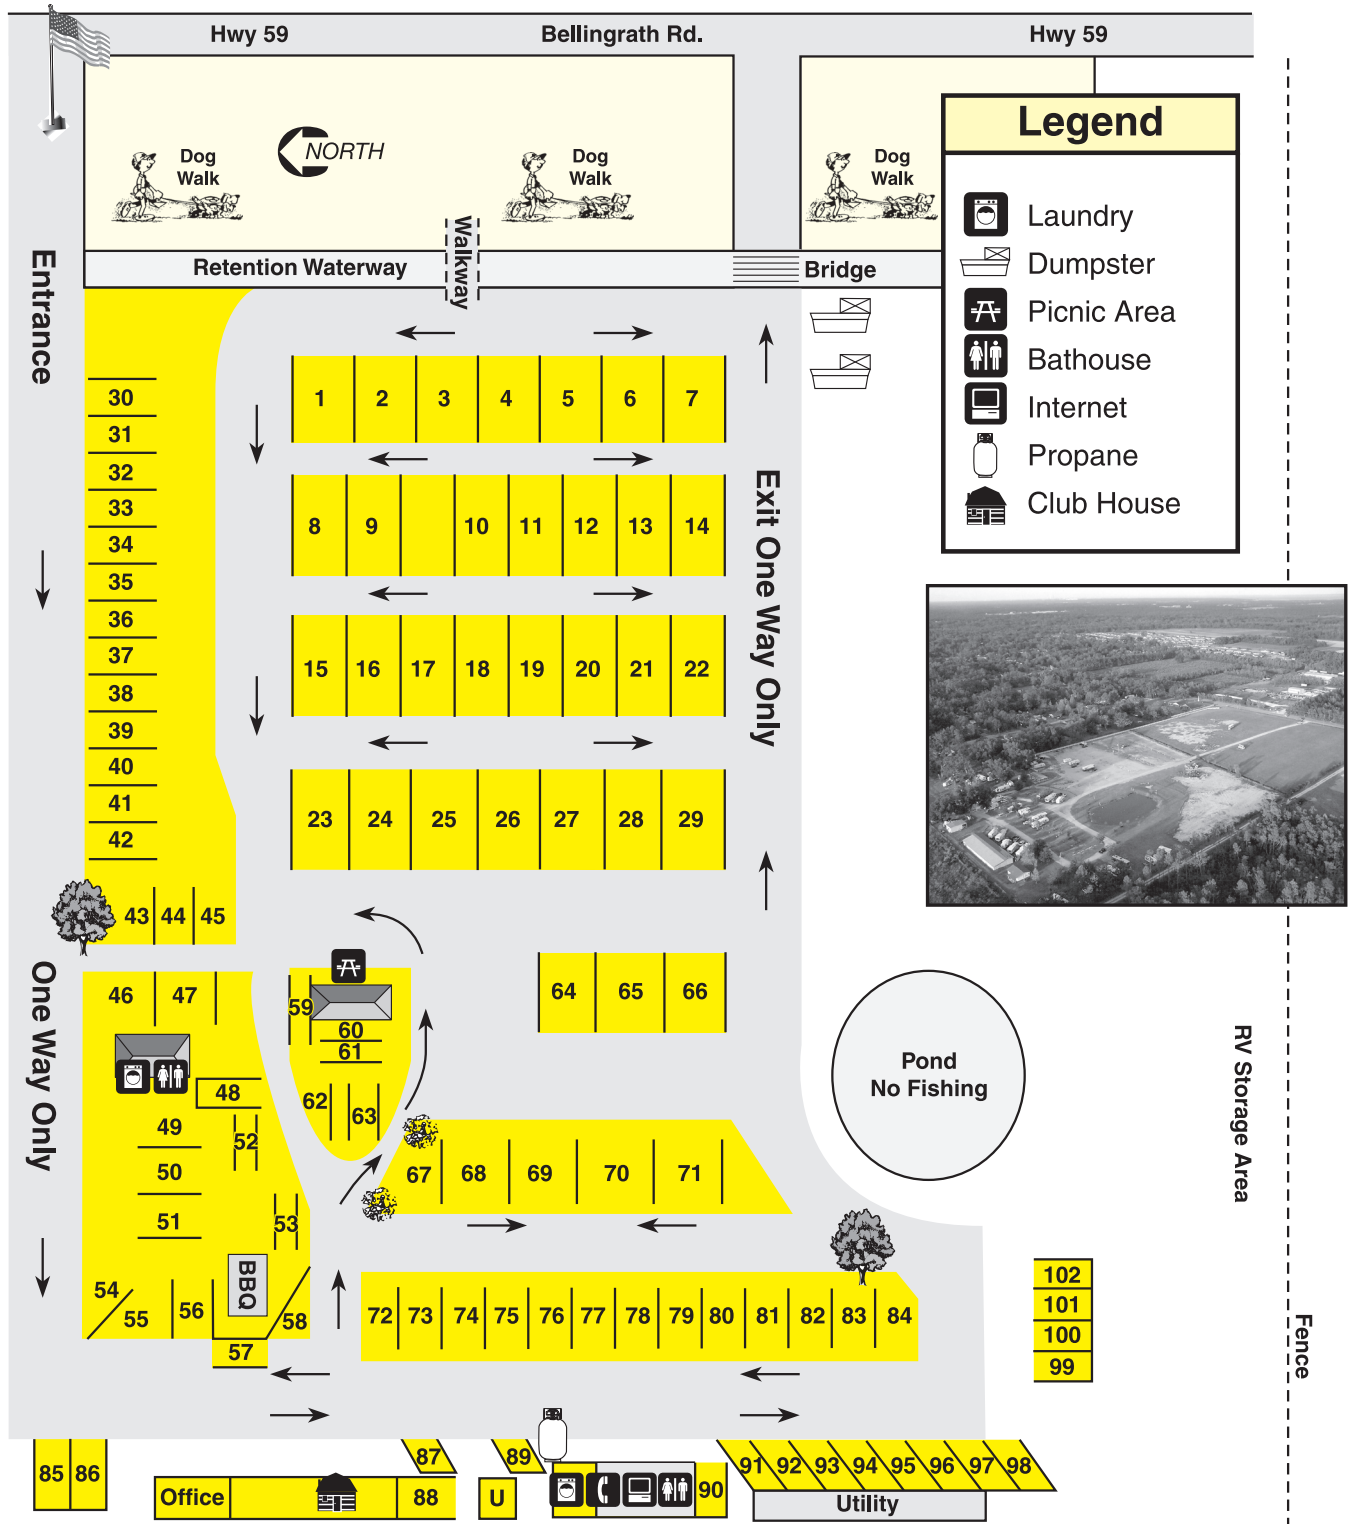 Hwy 59
Bellingrath Rd.
Hwy 59
Legend
Laundry
Dumpster
Picnic Area
Bathouse
Internet
Propane
Club House
NORTH
Dog
Walk
Dog
Walk
Dog
Walk
Walkway
Retention Waterway
Bridge
Entrance
Exit One Way Only
One Way Only
1 2 3 4 5 6 7
8 9 10 11 12 13 14
15 16 17 18 19 20 21 22
23 24 25 26 27 28 29
30
31
32
33
34
35
36
37
38
39
40
41
42
43 44 45
46 47
48
49
50
51
52
53
54
55
56
57
58
BBQ
59
60
61
62 63
64 65 66
67 68 69 70 71
72 73 74 75 76 77 78 79 80 81 82 83 84
Pond
No Fishing
RV Storage Area
Fence
102
101
100
99
85 86
87
89
Office
88
U
90
91 92 93 94 95 96 97 98
Utility